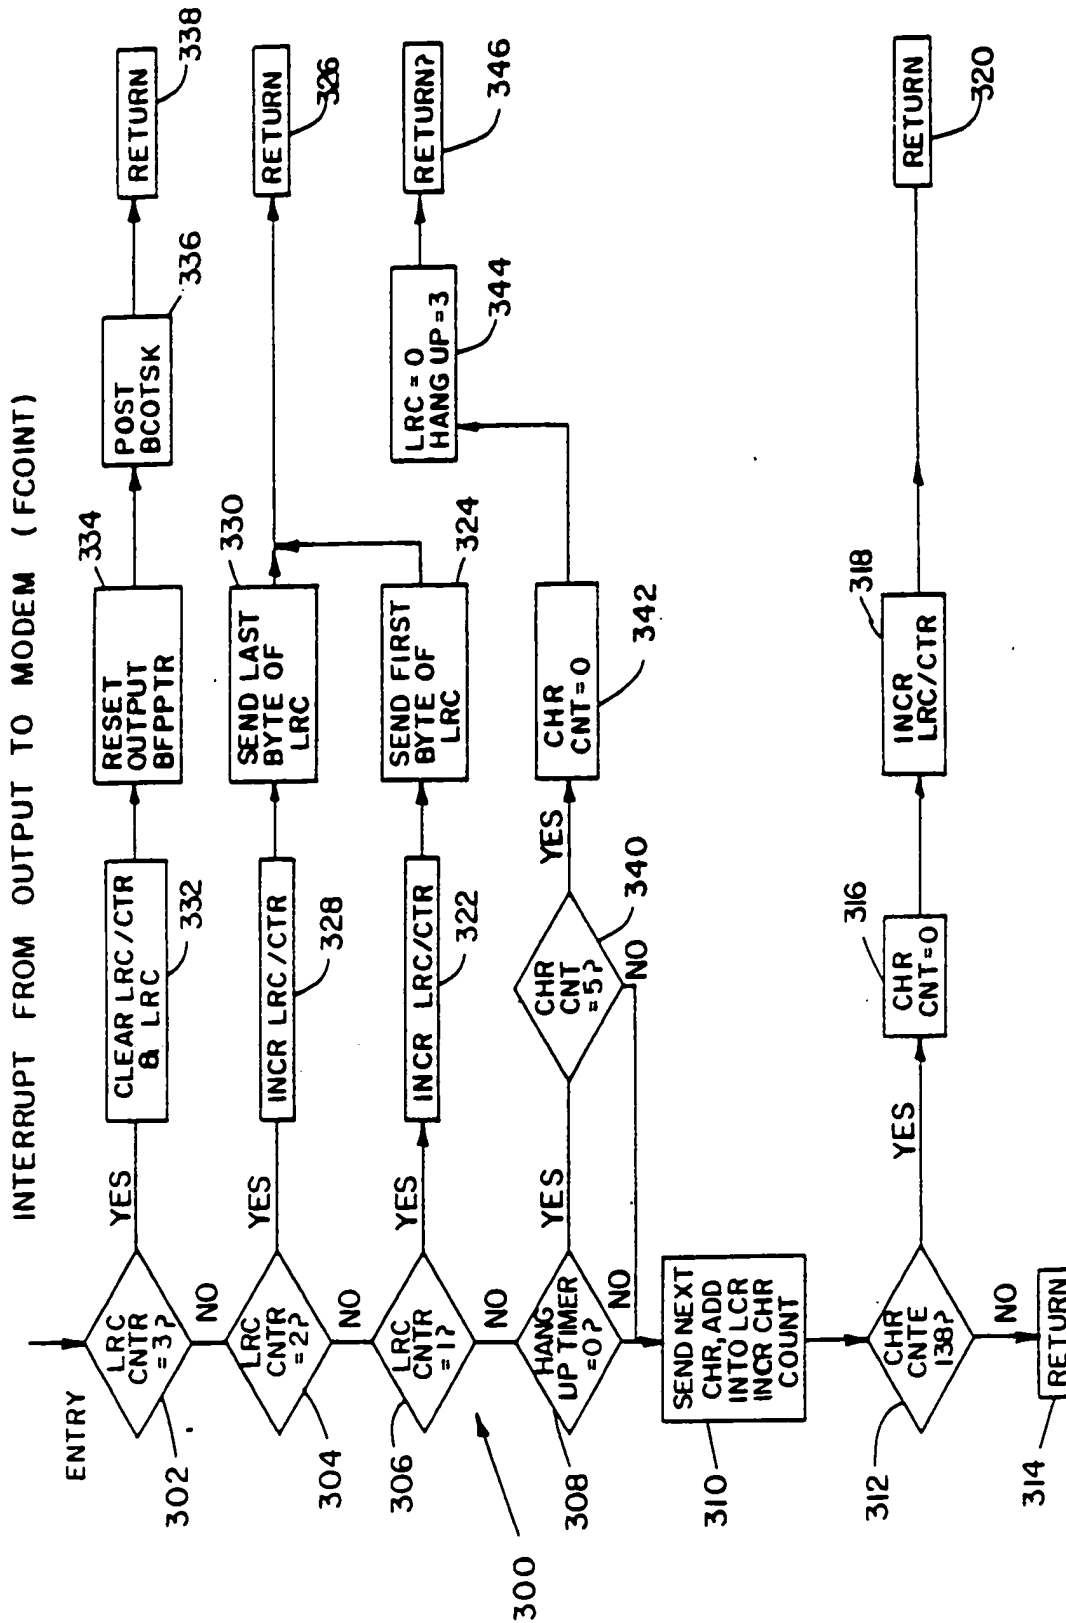 INTERRUPT FROM OUTPUT TO MODEM (FCOINT)
ENTRY
LRC
CNTR
=3?
302
YES
NO
CLEAR LRC/CTR
& LRC
332
RESET
OUTPUT
BFPPTR
334
POST
BCOTSK
336
RETURN
338
LRC
CNTR
=2?
304
YES
NO
INCR LRC/CTR
328
SEND LAST
BYTE OF
LRC
330
RETURN
326
LRC
CNTR
=1?
306
YES
NO
INCR LRC/CTR
322
SEND FIRST
BYTE OF
LRC
324
300
HANG
UP TIMER
=0?
308
YES
NO
CHR
CNT
=5?
340
YES
NO
CHR
CNT=0
342
LRC=0
HANG UP=3
344
RETURN?
346
SEND NEXT
CHR, ADD
INTO LCR
INCR CHR
COUNT
310
CHR
CNTE
138?
312
YES
NO
CHR
CNT=0
316
INCR
LRC/CTR
318
RETURN
320
RETURN
314